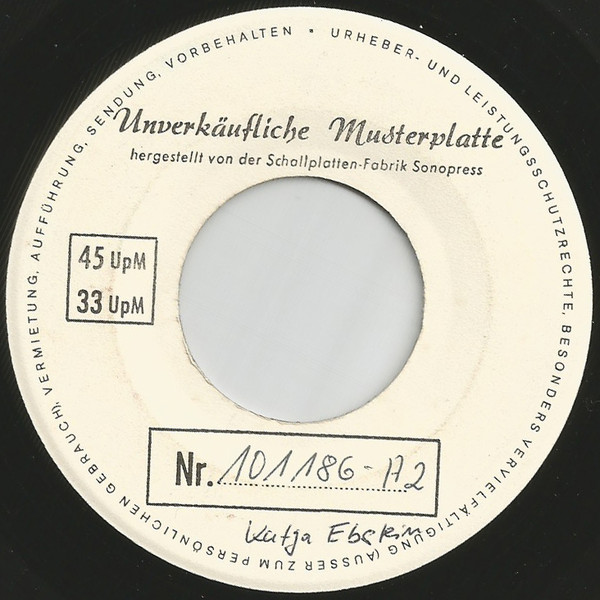 URHEBER- UND LEISTUNGSSCHUTZRECHTE, BESONDERS VERVIELFÄLTIGUNG (AUSSER ZUM PERSÖNLICHEN GEBRAUCH), VERMIETUNG, AUFFÜHRUNG, SENDUNG, VORBEHALTEN •
Unverkäufliche Musterplatte
hergestellt von der Schallplatten-Fabrik Sonopress
45 UpM
33 UpM
Nr. 101186-A2
Katja Ebstein